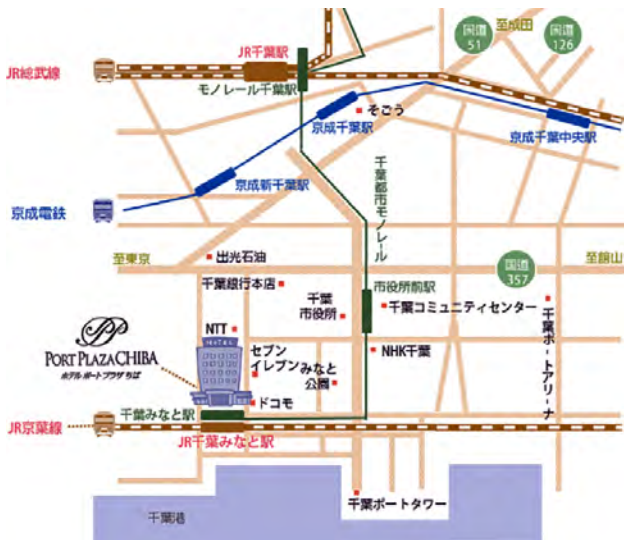 至成田
国道
51
国道
126
JR千葉駅
JR総武線
モノレール千葉駅
そごう
京成千葉駅
京成千葉中央駅
京成新千葉駅
千葉都市モノレール
京成電鉄
出光石油
至東京
至館山
国道
357
千葉銀行本店
市役所前駅
千葉
市役所
千葉コミュニティセンター
千葉ポートアリーナ
NTT
HOTEL
PORT PLAZA CHIBA
ホテル ポートプラザ ちば
セブン
イレブン
みなと
公園
NHK千葉
ドコモ
千葉みなと駅
JR京葉線
JR千葉みなと駅
千葉ポートタワー
千葉港